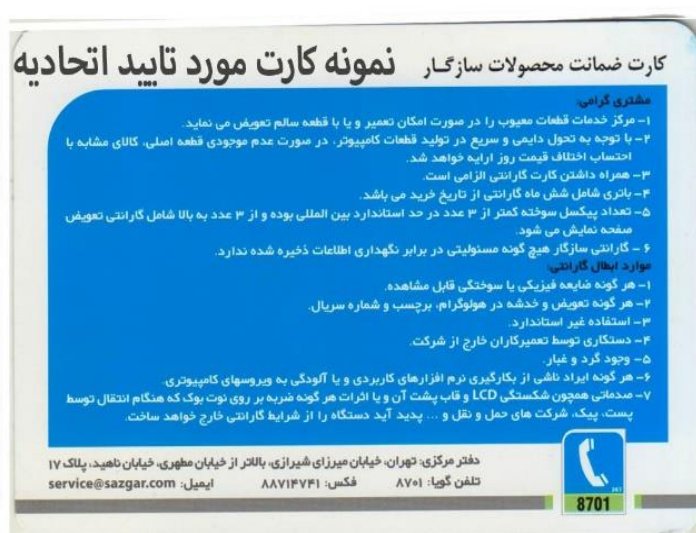 کارت ضمانت محصولات سازگـار نمونه کارت مورد تایید اتحادیه
مشتری گرامی:
۱- مرکز خدمات قطعات معیوب را در صورت امکان تعمیر و یا با قطعه سالم تعویض می نماید.
۲- با توجه به تحول دایمی و سریع در تولید قطعات کامپیوتر، در صورت عدم موجودی قطعه اصلی، کالای مشابه با
احتساب اختلاف قیمت روز ارایه خواهد شد.
۳- همراه داشتن کارت گارانتی الزامی است.
۴- باتری شامل شش ماه گارانتی از تاریخ خرید می باشد.
۵- تعداد پیکسل سوخته کمتر از ۳ عدد در حد استاندارد بین المللی بوده و از ۳ عدد به بالا شامل گارانتی تعویض
صفحه نمایش می شود.
۶ - گارانتی سازگار هیچ گونه مسئولیتی در برابر نگهداری اطلاعات ذخیره شده ندارد.
موارد ابطال گارانتی:
۱- هر گونه ضایعه فیزیکی یا سوختگی قابل مشاهده.
۲- هر گونه تعویض و خدشه در هولوگرام، برچسب و شماره سریال.
۳- استفاده غیر استاندارد.
۴- دستکاری توسط تعمیرکاران خارج از شرکت.
۵- وجود گرد و غبار.
۶- هر گونه ایراد ناشی از بکارگیری نرم افزارهای کاربردی و یا آلودگی به ویروسهای کامپیوتری.
۷- صدماتی همچون شکستگی LCD و قاب پشت آن و یا اثرات هر گونه ضربه بر روی نوت بوک که هنگام انتقال توسط
پست، پیک، شرکت های حمل و نقل و ... پدید آید دستگاه را از شرایط گارانتی خارج خواهد ساخت.
دفتر مرکزی: تهران، خیابان میرزای شیرازی، بالاتر از خیابان مطهری، خیابان ناهید، پلاک ۱۷
تلفن گویا: ۸۷۰۱ فکس: ۸۸۷۱۴۷۴۱ ایمیل: service@sazgar.com
8701